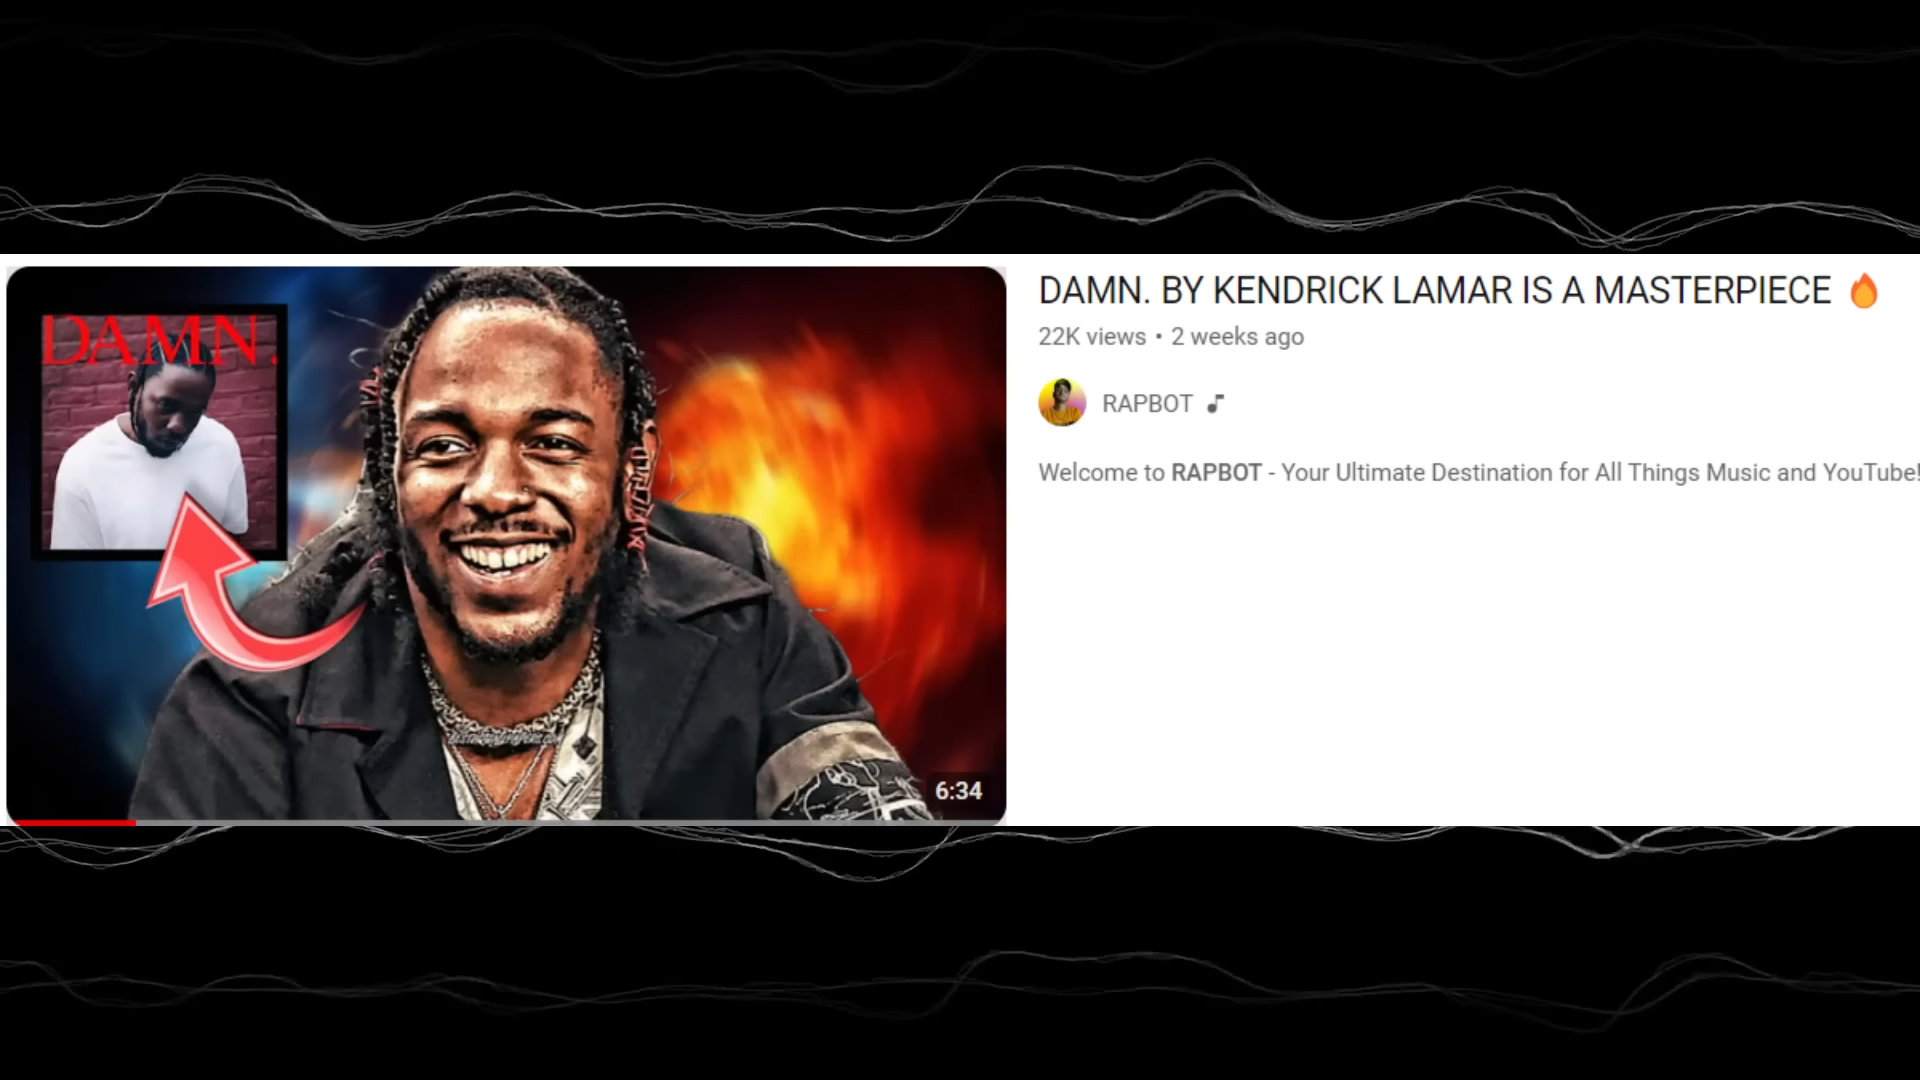 DAMN.
6:34
DAMN. BY KENDRICK LAMAR IS A MASTERPIECE 🔥
22K views • 2 weeks ago
RAPBOT
Welcome to RAPBOT - Your Ultimate Destination for All Things Music and YouTube!